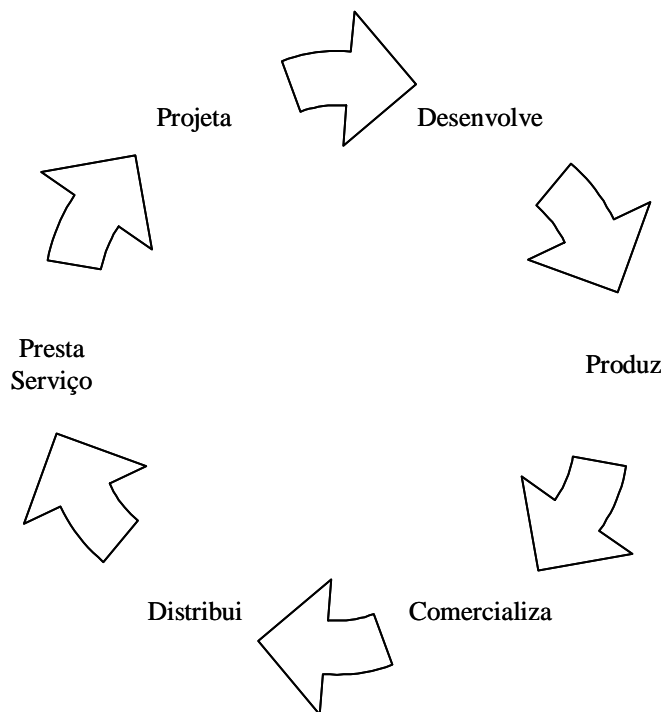 Projeta
Desenvolve
Produz
Comercializa
Distribui
Presta
Serviço